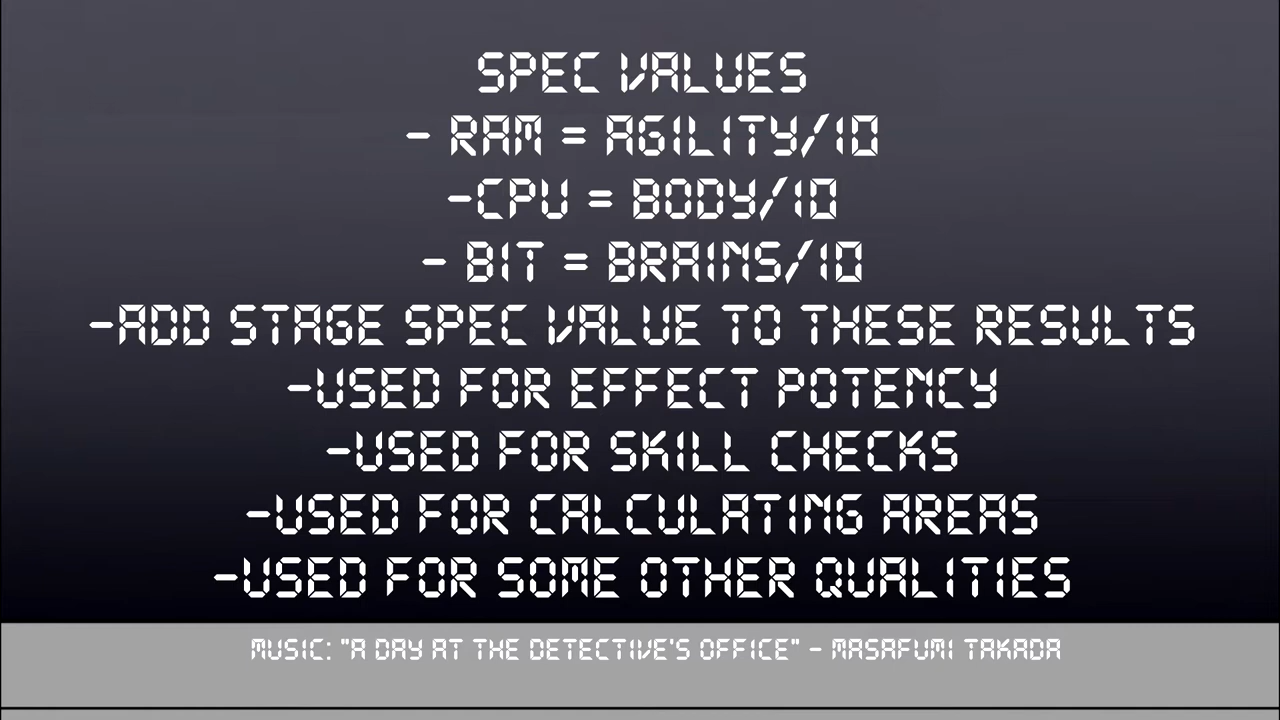 SPEC VALUES
- RAM = AGILITY/10
-CPU = BODY/10
- BIT = BRAINS/10
-ADD STAGE SPEC VALUE TO THESE RESULTS
-USED FOR EFFECT POTENCY
-USED FOR SKILL CHECKS
-USED FOR CALCULATING AREAS
-USED FOR SOME OTHER QUALITIES
MUSIC: "A DAY AT THE DETECTIVE'S OFFICE" - MASAFUMI TAKADA